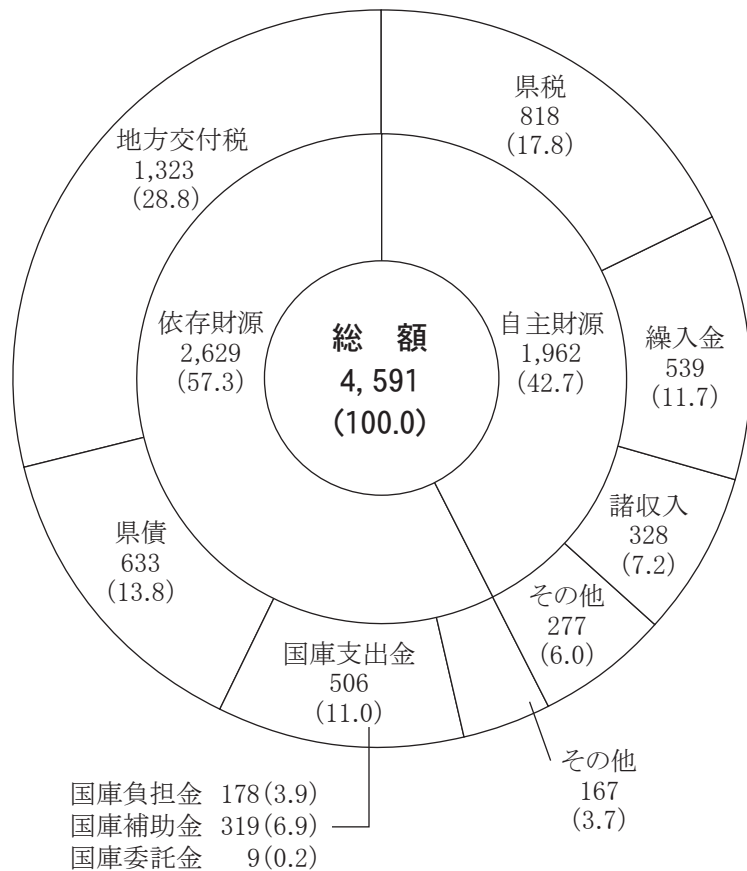 県税
818
(17.8)
地方交付税
1,323
(28.8)
依存財源
2,629
(57.3)
総 額
4,591
(100.0)
自主財源
1,962
(42.7)
繰入金
539
(11.7)
諸収入
328
(7.2)
その他
277
(6.0)
県債
633
(13.8)
国庫支出金
506
(11.0)
その他
167
(3.7)
国庫負担金 178(3.9)
国庫補助金 319(6.9)
国庫委託金 9(0.2)